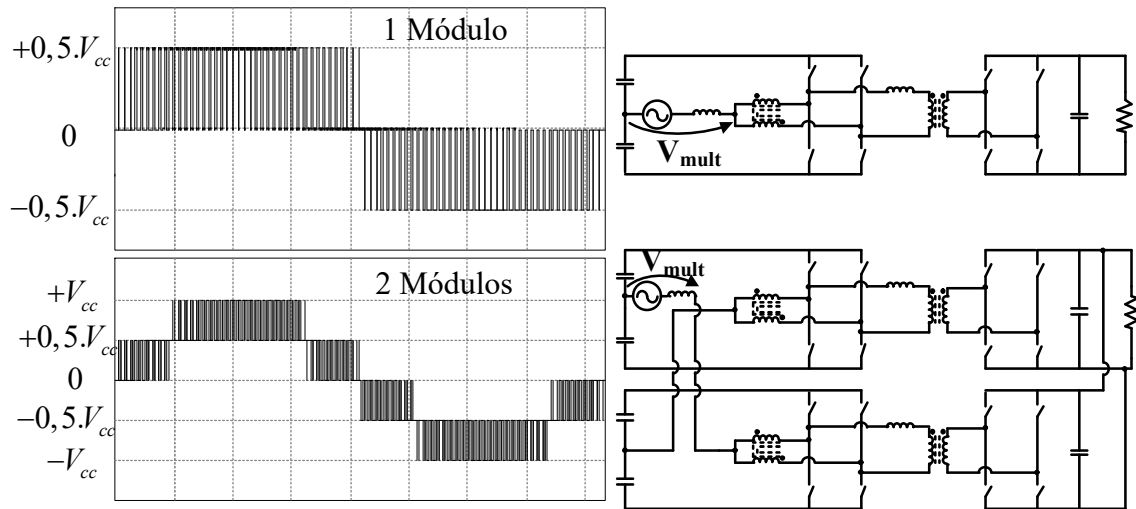 1 Módulo
+0,5.Vcc
0
−0,5.Vcc
Vmult
2 Módulos
+Vcc
+0,5.Vcc
0
−0,5.Vcc
−Vcc
Vmult